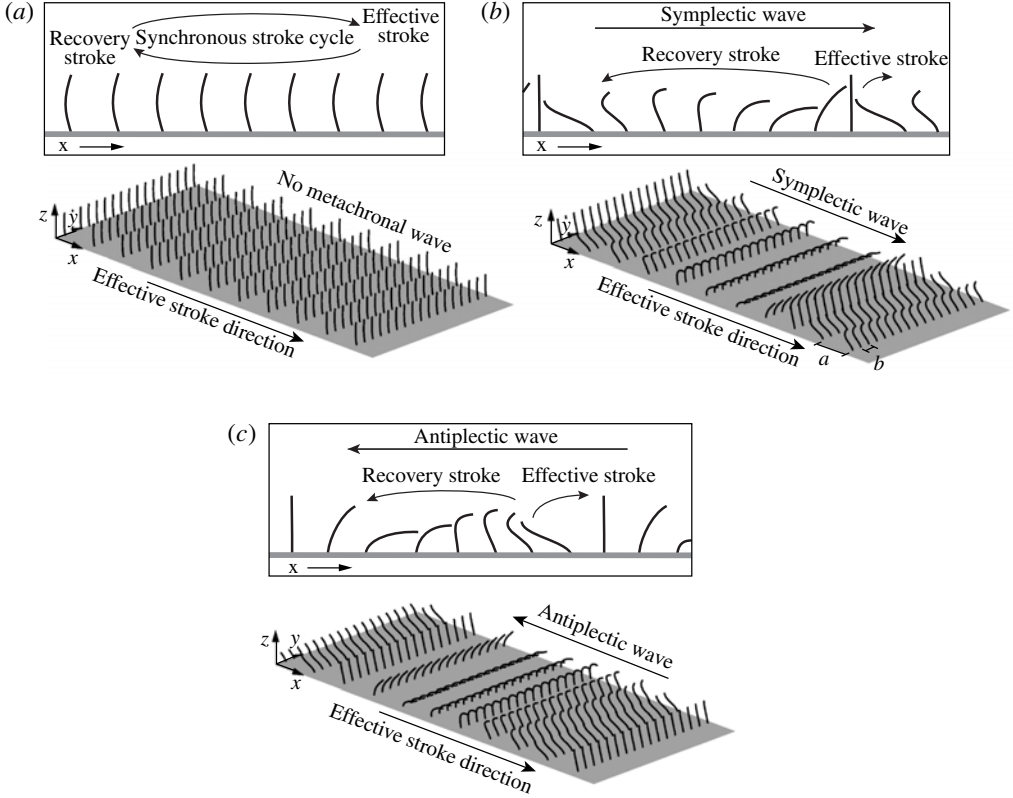 (a)
Recovery
stroke
Synchronous stroke cycle
Effective
stroke
x
No metachronal wave
z
y
x
Effective stroke direction
(b)
Symplectic wave
Recovery stroke
Effective stroke
x
Symplectic wave
z
y
x
Effective stroke direction
a
b
(c)
Antiplectic wave
Recovery stroke
Effective stroke
x
Antiplectic wave
z
y
x
Effective stroke direction